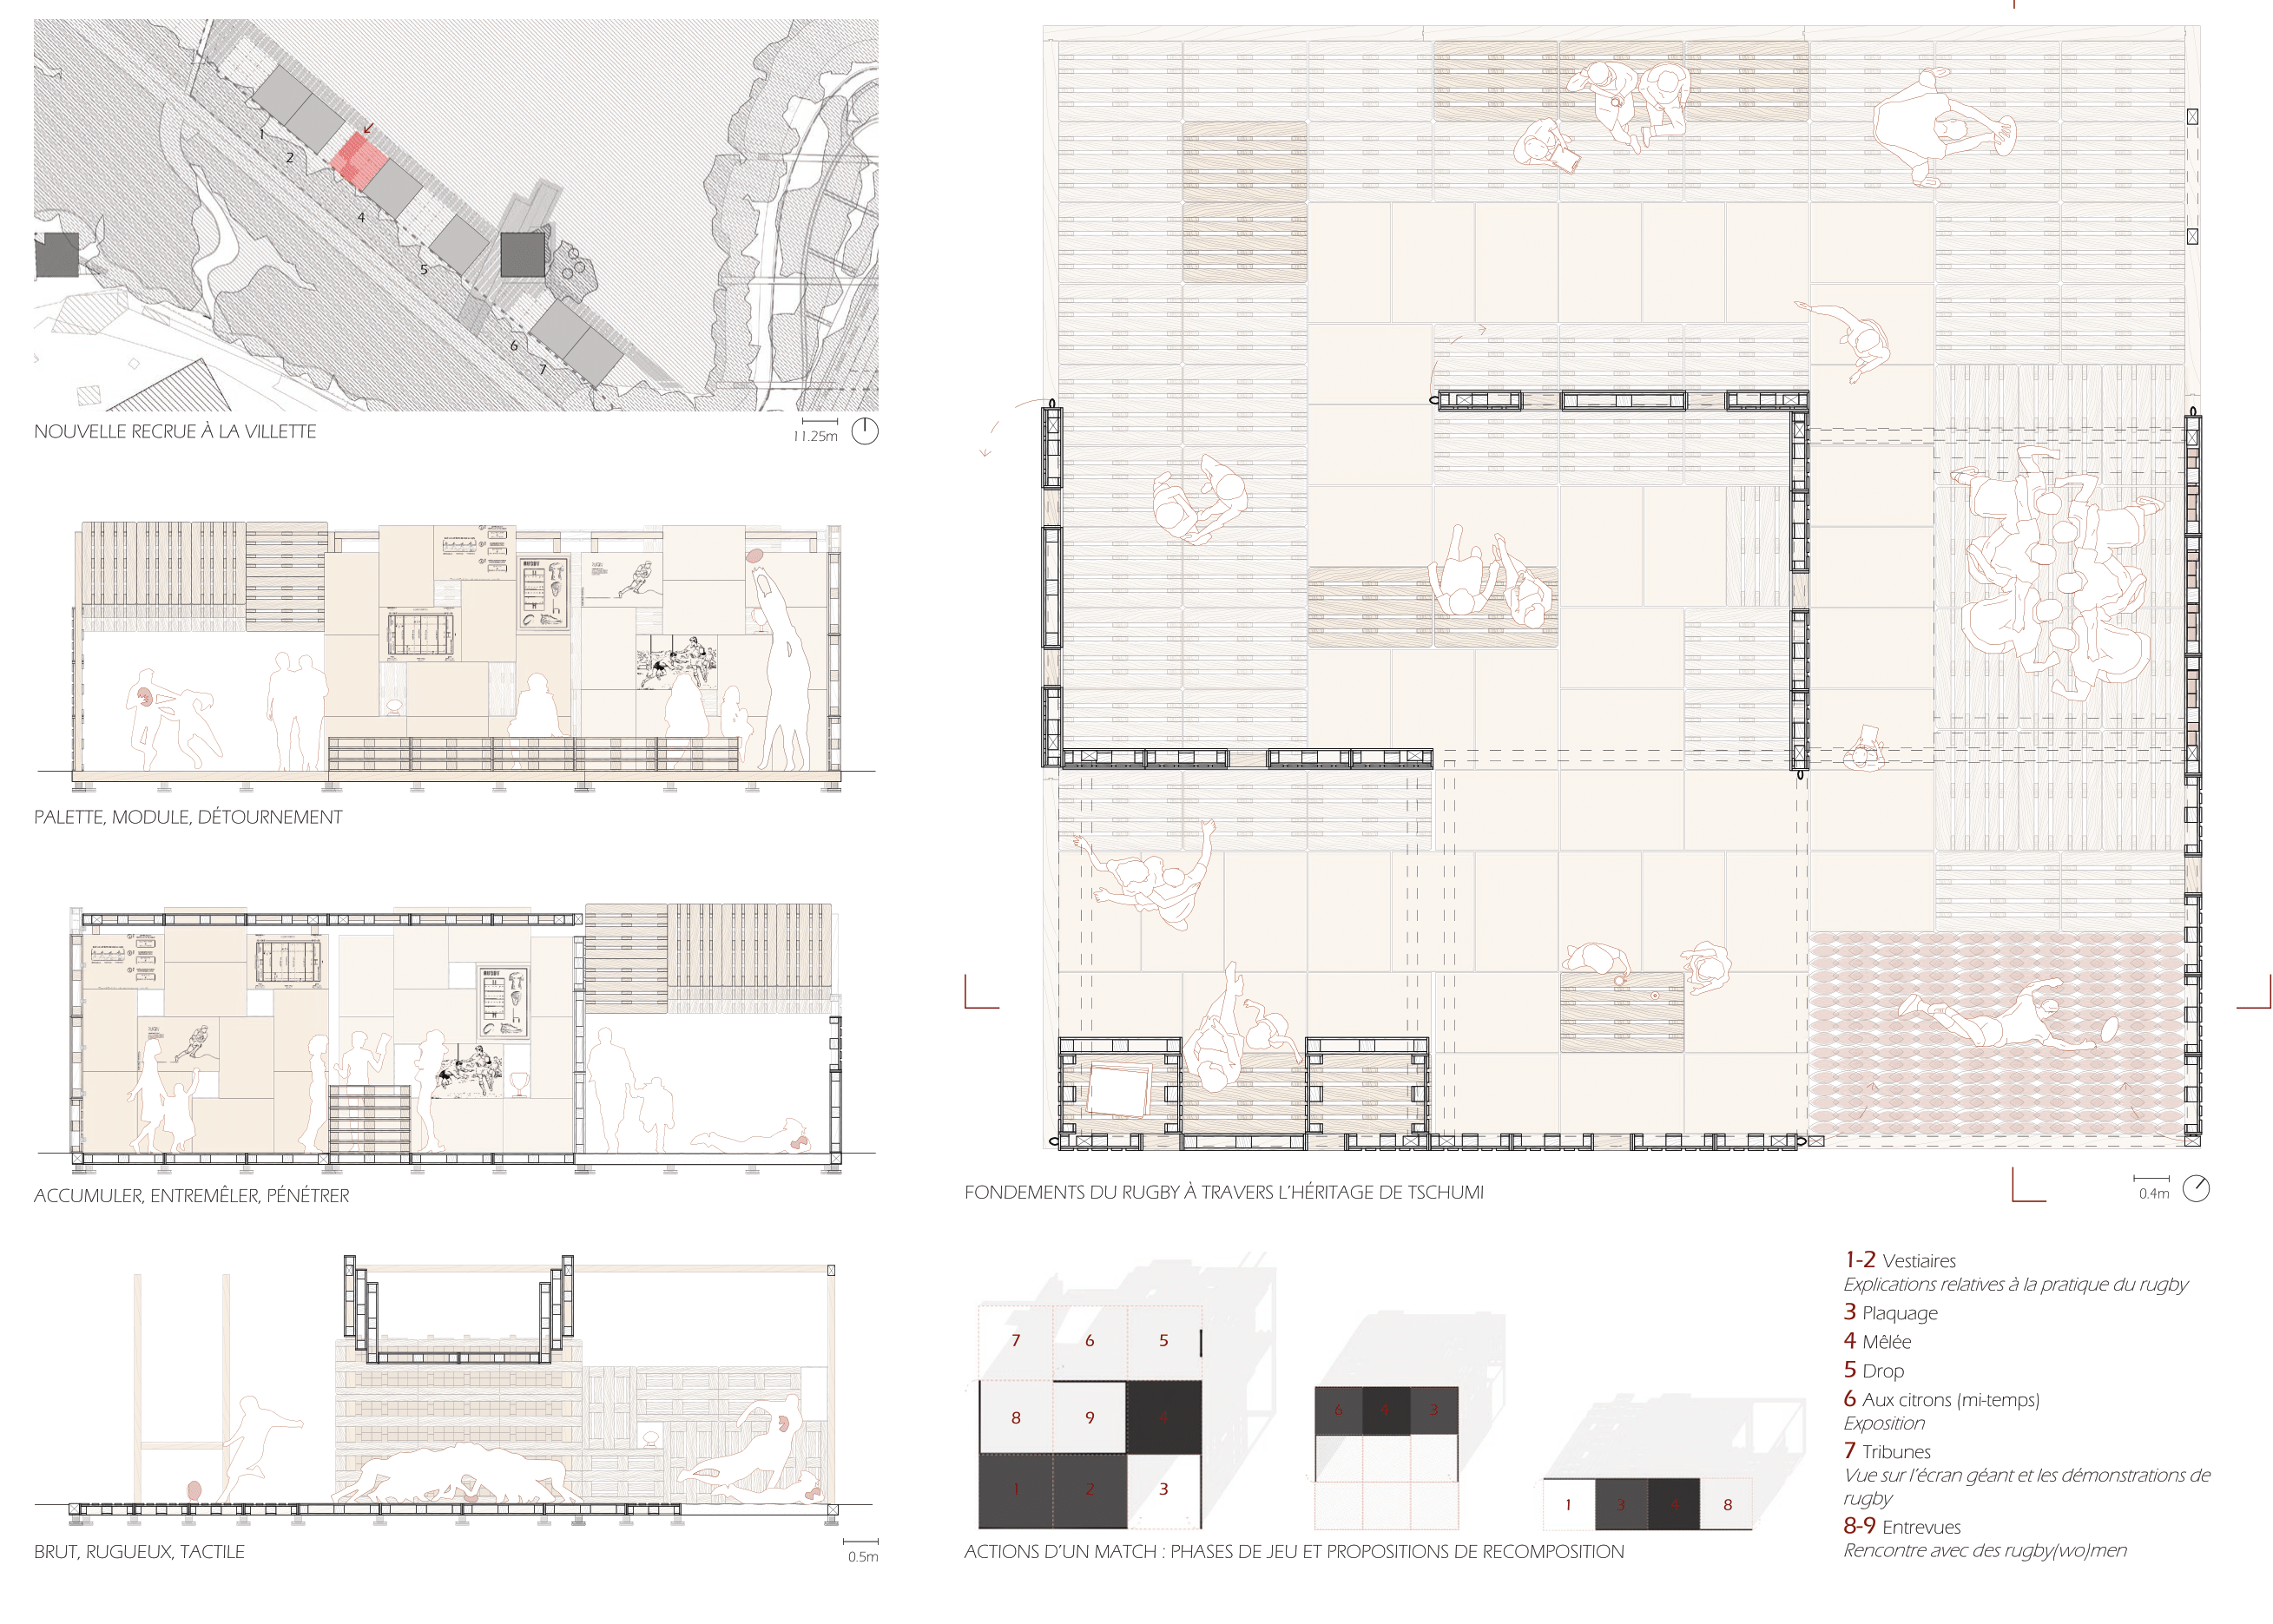 1
2
4
5
6
7
NOUVELLE RECRUE À LA VILLETTE
11.25m
RUGBY
PALETTE, MODULE, DÉTOURNEMENT
RUGBY
ACCUMULER, ENTREMÊLER, PÉNÉTRER
BRUT, RUGUEUX, TACTILE
0.5m
FONDEMENTS DU RUGBY À TRAVERS L'HÉRITAGE DE TSCHUMI
0.4m
7 6 5
8 9 4
1 2 3
6 4 3
1 3 4 8
ACTIONS D'UN MATCH : PHASES DE JEU ET PROPOSITIONS DE RECOMPOSITION
1-2 Vestiaires
Explications relatives à la pratique du rugby
3 Plaquage
4 Mêlée
5 Drop
6 Aux citrons (mi-temps)
Exposition
7 Tribunes
Vue sur l'écran géant et les démonstrations de
rugby
8-9 Entrevues
Rencontre avec des rugby(wo)men